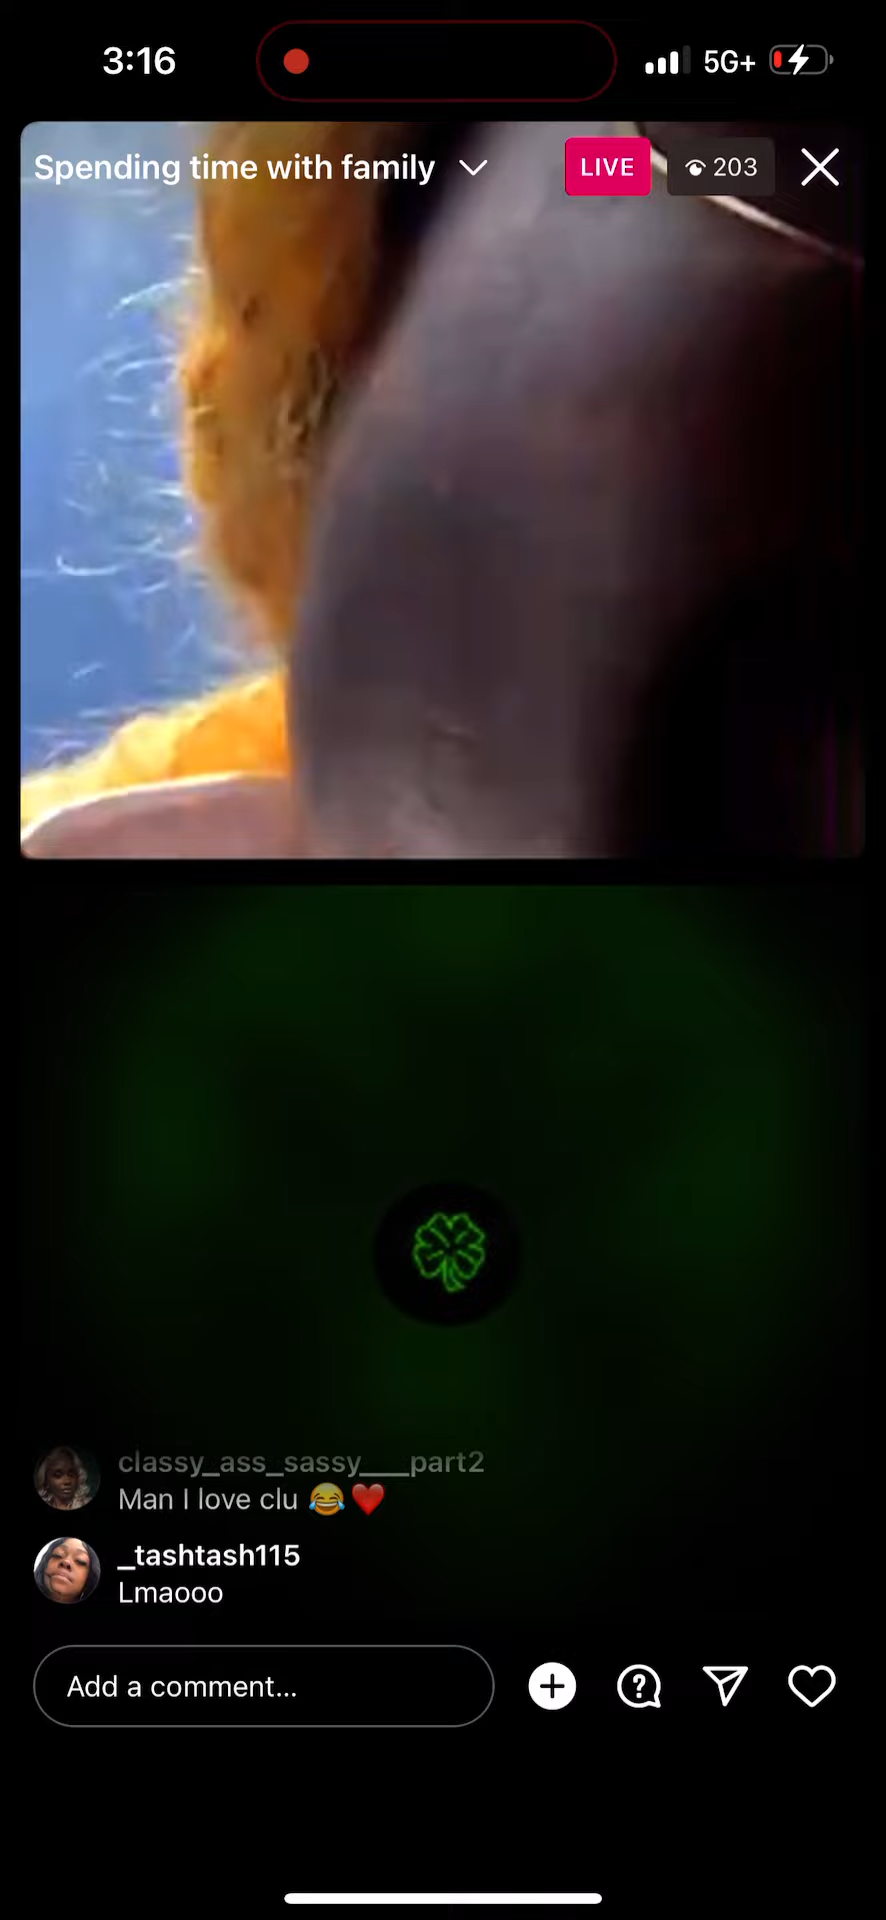 3:16
5G+
Spending time with family
LIVE
203
classy_ass_sassy___part2
Man I love clu 😂❤️
_tashtash115
Lmaooo
Add a comment...